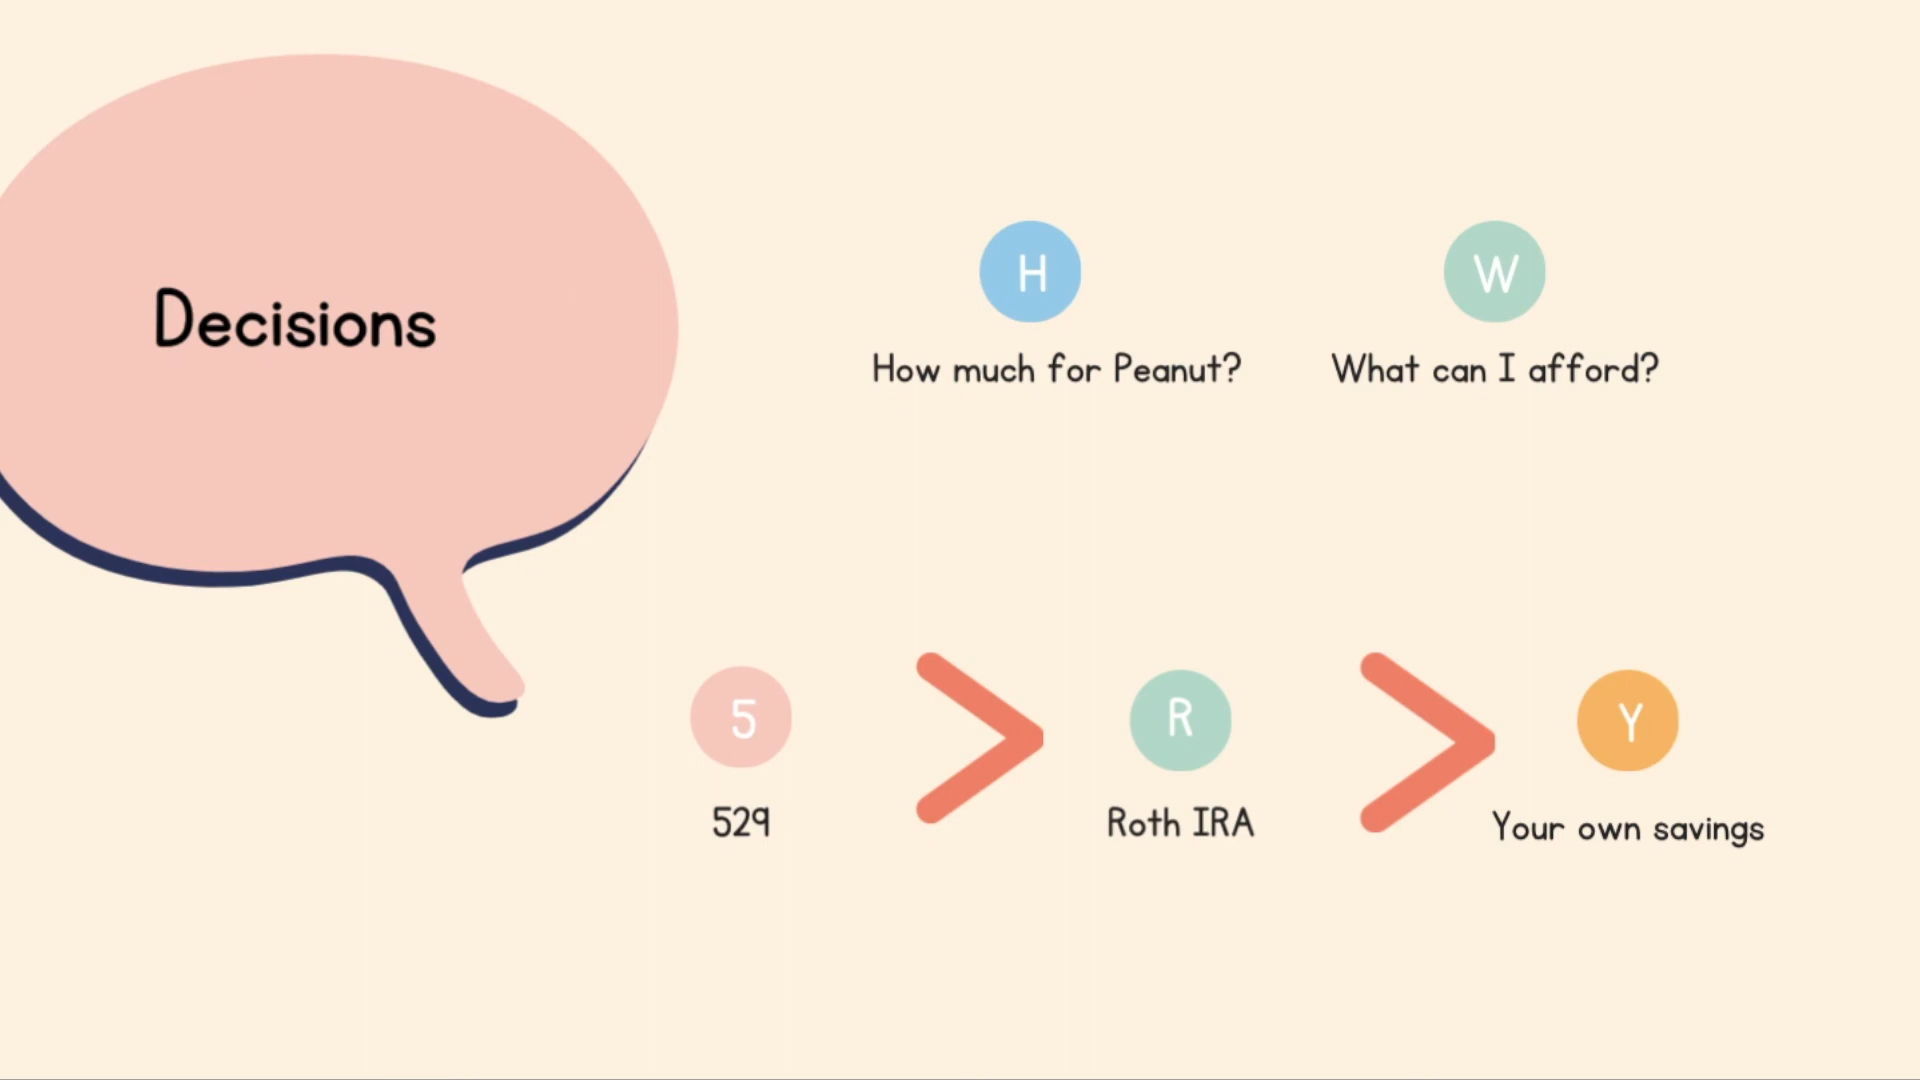 Decisions
H
W
How much for Peanut?
What can I afford?
5
R
Y
529
Roth IRA
Your own savings